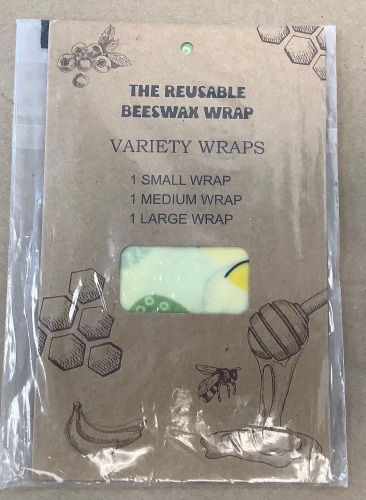 THE REUSABLE
BEESWAX WRAP
VARIETY WRAPS
1 SMALL WRAP
1 MEDIUM WRAP
1 LARGE WRAP